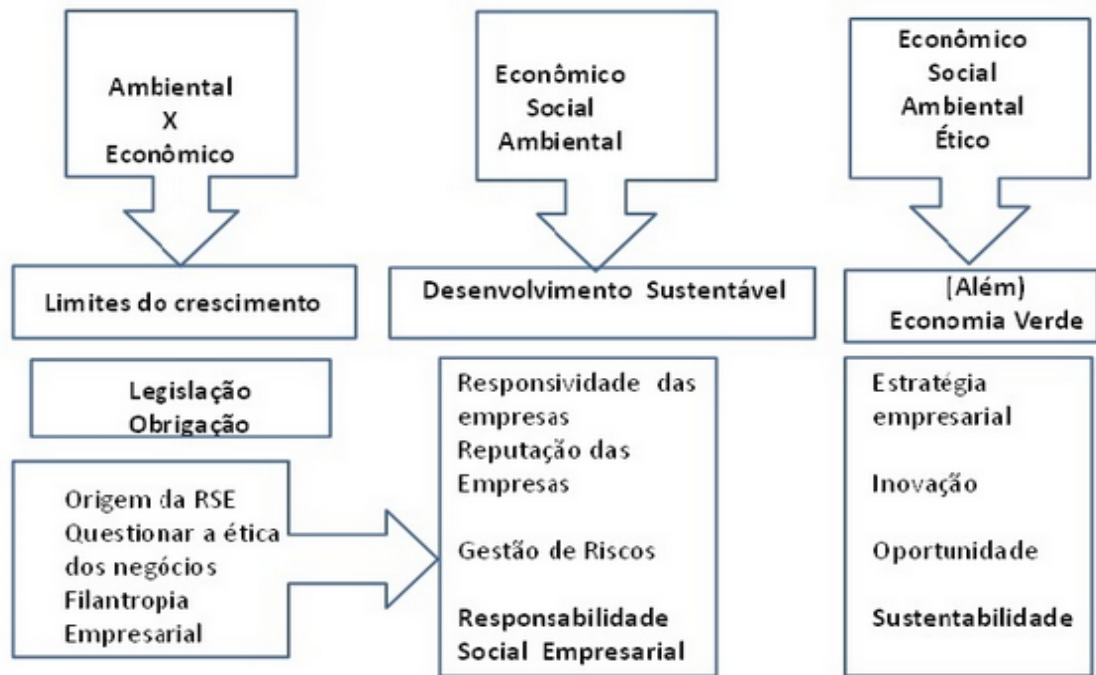 Ambiental
X
Econômico
Limites do crescimento
Legislação
Obrigação
Origem da RSE
Questionar a ética
dos negócios
Filantropia
Empresarial
Econômico
Social
Ambiental
Desenvolvimento Sustentável
Responsividade das
empresas
Reputação das
Empresas
Gestão de Riscos
Responsabilidade
Social Empresarial
Econômico
Social
Ambiental
Ético
(Além)
Economia Verde
Estratégia
empresarial
Inovação
Oportunidade
Sustentabilidade